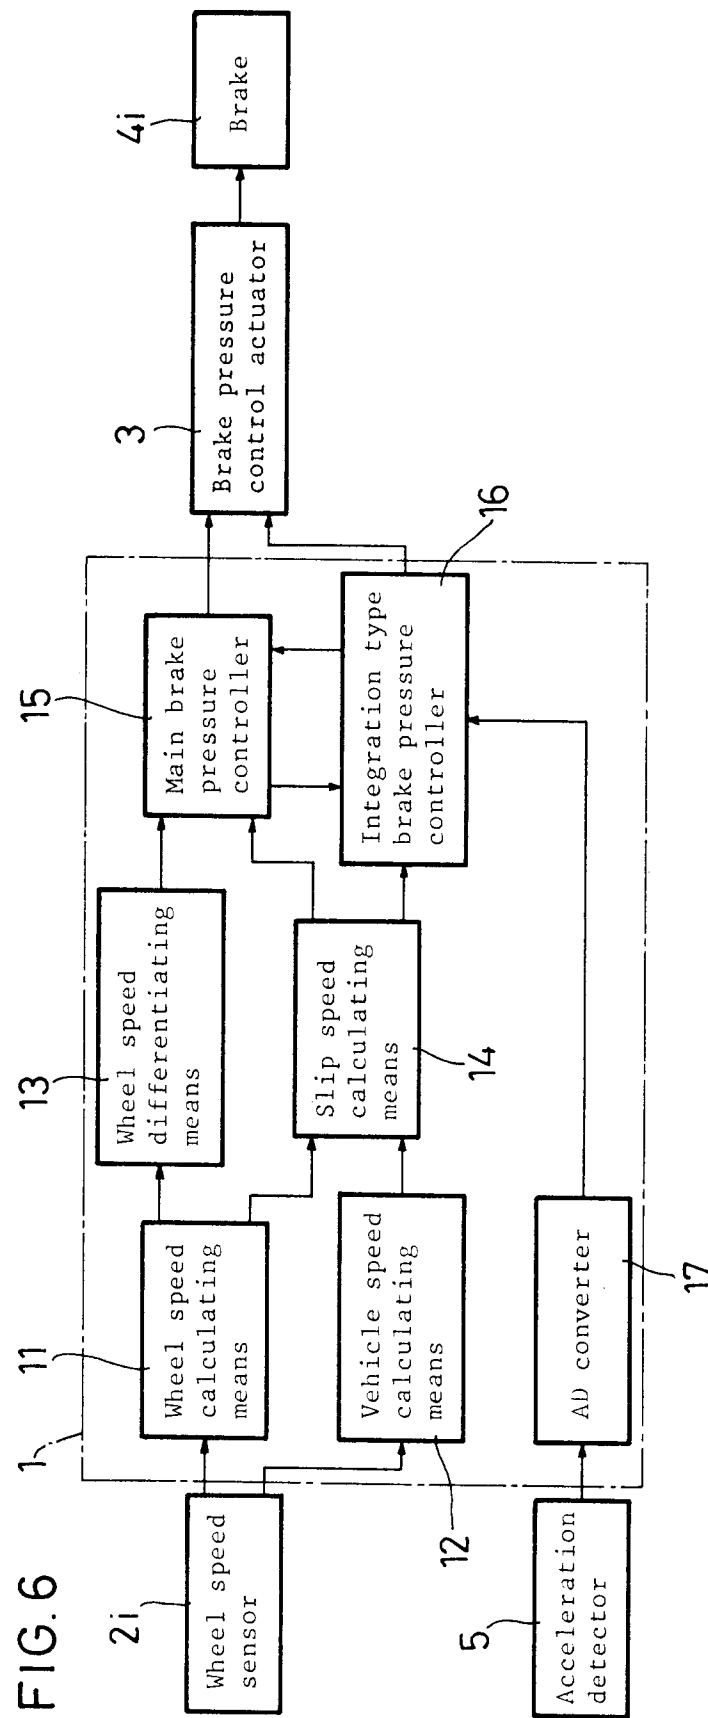 FIG. 6
1
2i
Wheel speed
sensor
11
Wheel speed
calculating
means
13
Wheel speed
differentiating
means
15
Main brake
pressure
controller
3
Brake pressure
control actuator
4i
Brake
12
Vehicle speed
calculating
means
14
Slip speed
calculating
means
16
Integration type
brake pressure
controller
5
Acceleration
detector
17
AD converter